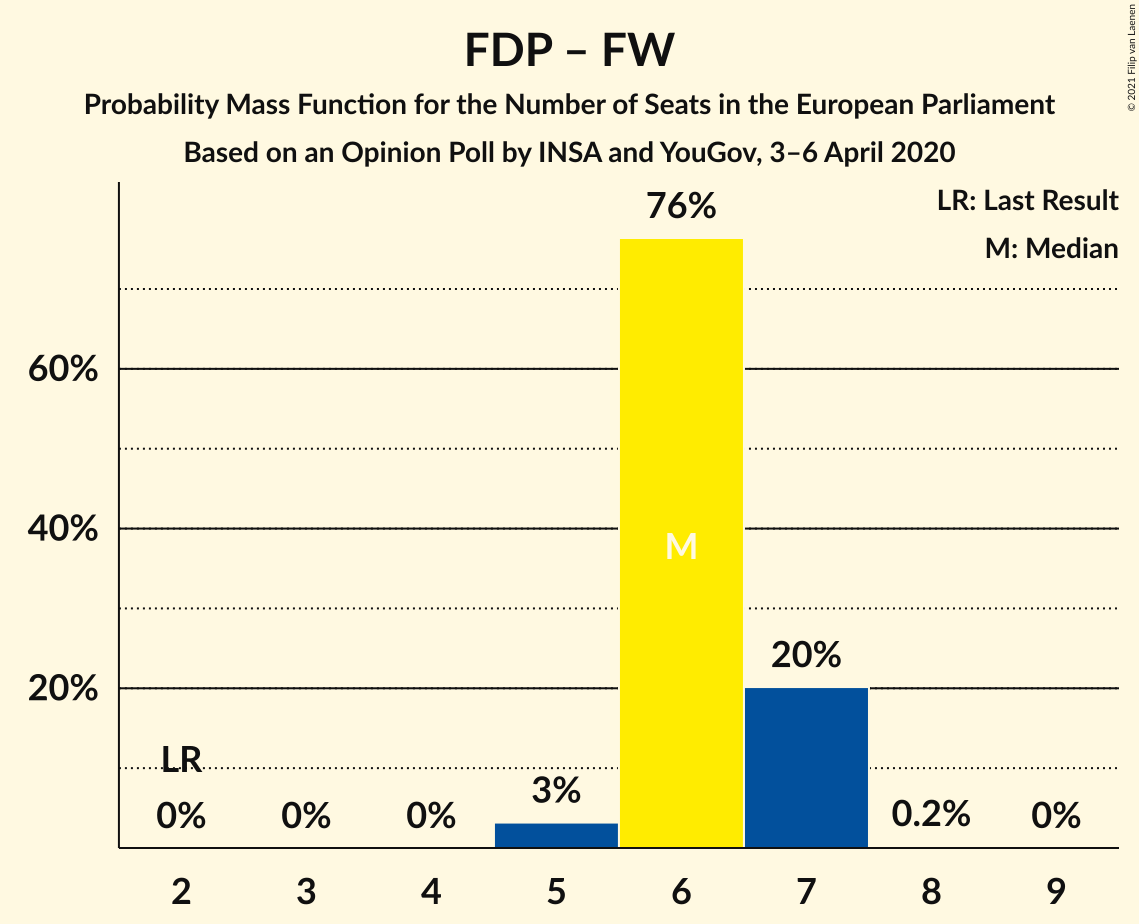 FDP – FW
Probability Mass Function for the Number of Seats in the European Parliament
Based on an Opinion Poll by INSA and YouGov, 3–6 April 2020
© 2021 Filip van Laenen
LR: Last Result
M: Median
76%
60%
40%
M
20%
20%
LR
0%
0%
0%
3%
0.2%
0%
2
3
4
5
6
7
8
9